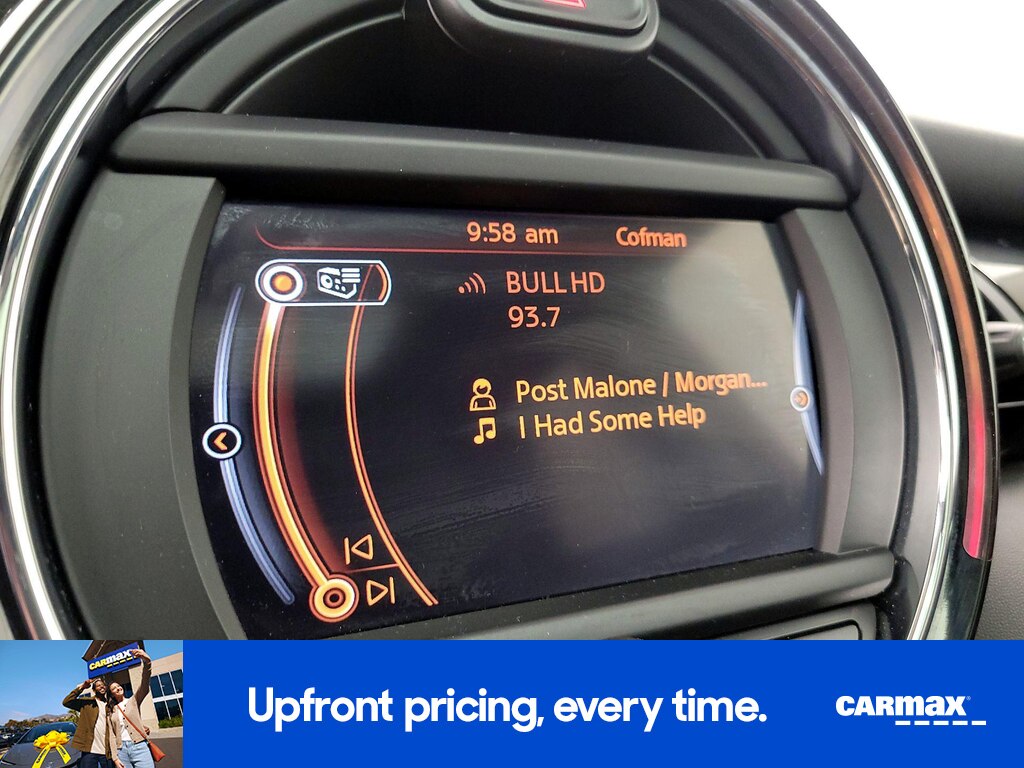 9:58 am Cofman
BULL HD
93.7
Post Malone / Morgan...
I Had Some Help
CARMAX
Upfront pricing, every time.
CARMAX